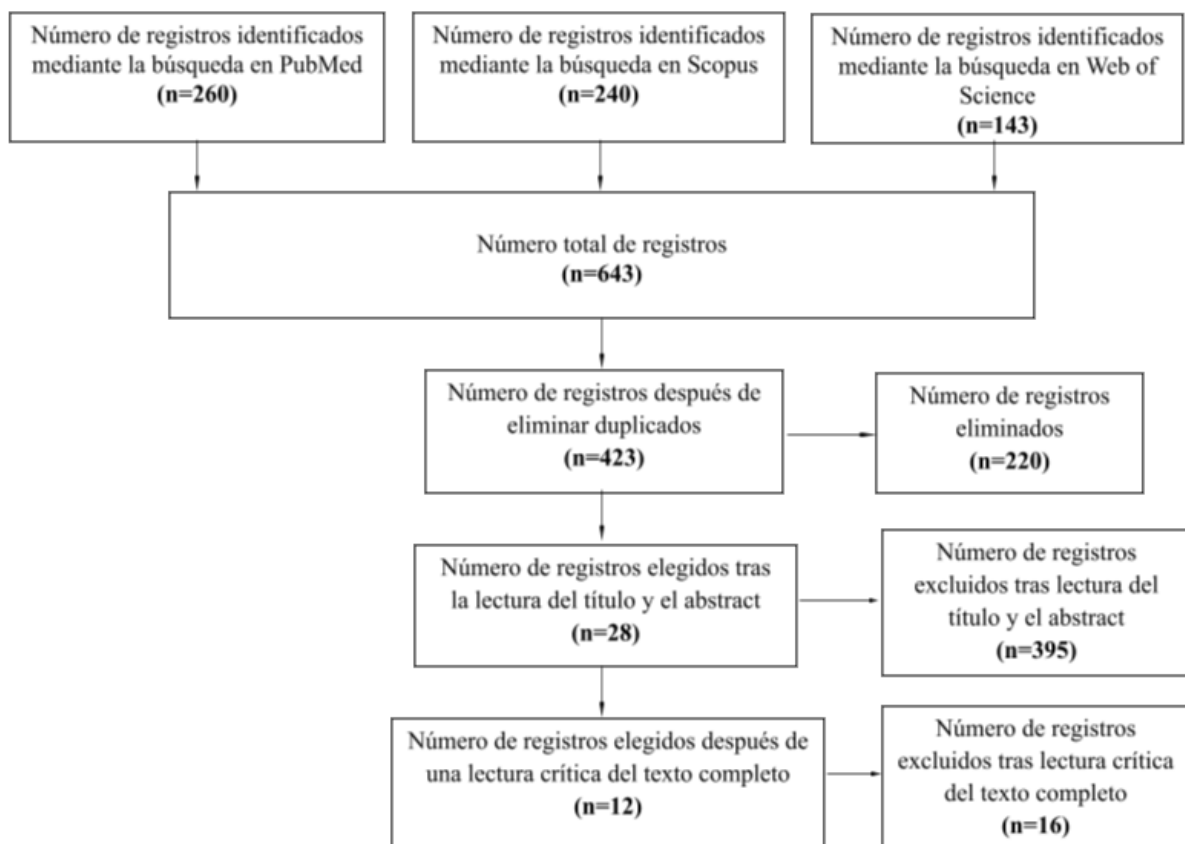 Número de registros identificados
mediante la búsqueda en PubMed
(n=260)
Número de registros identificados
mediante la búsqueda en Scopus
(n=240)
Número de registros identificados
mediante la búsqueda en Web of
Science
(n=143)
Número total de registros
(n=643)
Número de registros después de
eliminar duplicados
(n=423)
Número de registros
eliminados
(n=220)
Número de registros elegidos tras
la lectura del título y el abstract
(n=28)
Número de registros
excluidos tras lectura del
título y el abstract
(n=395)
Número de registros elegidos después de
una lectura crítica del texto completo
(n=12)
Número de registros
excluidos tras lectura crítica
del texto completo
(n=16)